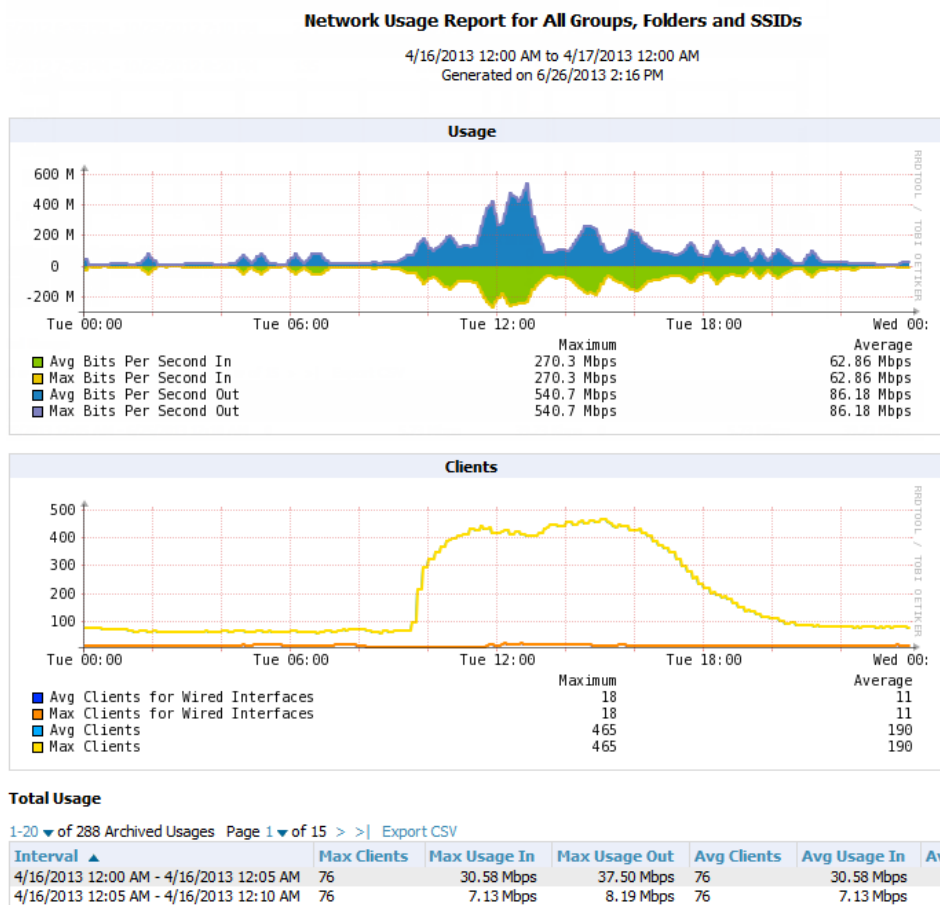 Network Usage Report for All Groups, Folders and SSIDs
4/16/2013 12:00 AM to 4/17/2013 12:00 AM
Generated on 6/26/2013 2:16 PM
Usage
600 M
400 M
200 M
0
-200 M
Tue 00:00 Tue 06:00 Tue 12:00 Tue 18:00 Wed 00:
RRDTOOL / TOBI OETIKER
Maximum Average
Avg Bits Per Second In 270.3 Mbps 62.86 Mbps
Max Bits Per Second In 270.3 Mbps 62.86 Mbps
Avg Bits Per Second Out 540.7 Mbps 86.18 Mbps
Max Bits Per Second Out 540.7 Mbps 86.18 Mbps
Clients
500
400
300
200
100
Tue 00:00 Tue 06:00 Tue 12:00 Tue 18:00 Wed 00:
RRDTOOL / TOBI OETIKER
Maximum Average
Avg Clients for Wired Interfaces 18 11
Max Clients for Wired Interfaces 18 11
Avg Clients 465 190
Max Clients 465 190
Total Usage
1-20 of 288 Archived Usages Page 1 of 15 > >| Export CSV
Interval Max Clients Max Usage In Max Usage Out Avg Clients Avg Usage In Av
4/16/2013 12:00 AM - 4/16/2013 12:05 AM 76 30.58 Mbps 37.50 Mbps 76 30.58 Mbps
4/16/2013 12:05 AM - 4/16/2013 12:10 AM 76 7.13 Mbps 8.19 Mbps 76 7.13 Mbps